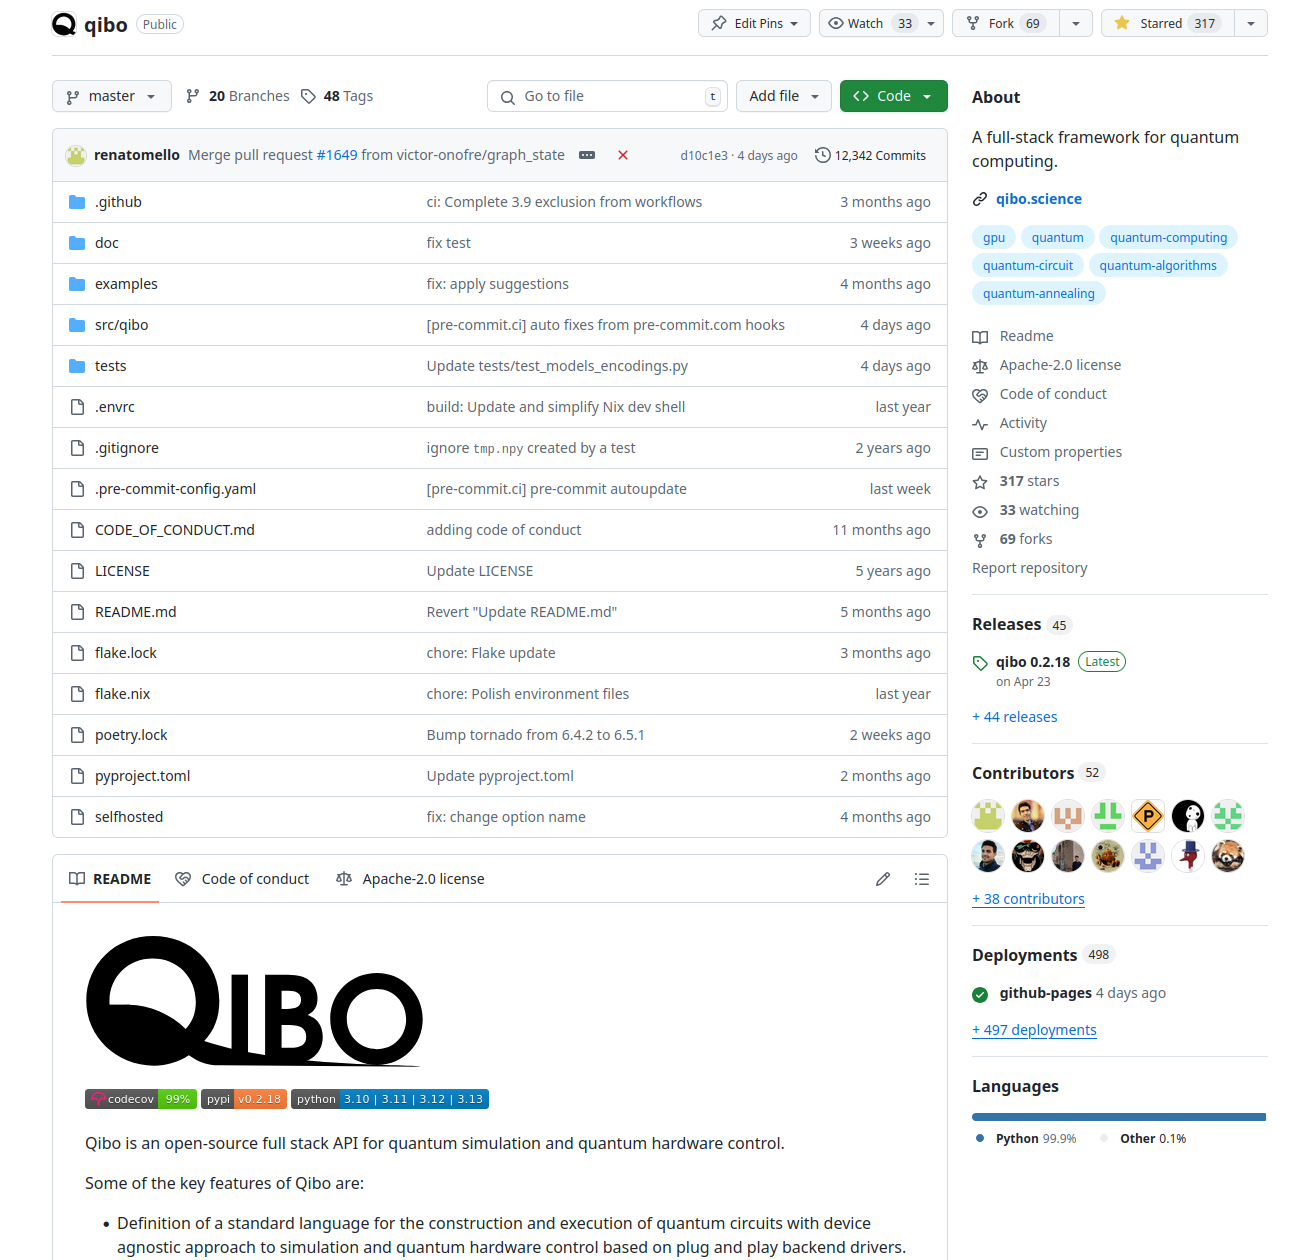 qibo Public Edit Pins Watch 33 Fork 69 Starred 317
master 20 Branches 48 Tags Go to file t Add file Code
renatomello Merge pull request #1649 from victor-onofre/graph_state d10c1e3 · 4 days ago 12,342 Commits
.github ci: Complete 3.9 exclusion from workflows 3 months ago
doc fix test 3 weeks ago
examples fix: apply suggestions 4 months ago
src/qibo [pre-commit.ci] auto fixes from pre-commit.com hooks 4 days ago
tests Update tests/test_models_encodings.py 4 days ago
.envrc build: Update and simplify Nix dev shell last year
.gitignore ignore tmp.npy created by a test 2 years ago
.pre-commit-config.yaml [pre-commit.ci] pre-commit autoupdate last week
CODE_OF_CONDUCT.md adding code of conduct 11 months ago
LICENSE Update LICENSE 5 years ago
README.md Revert "Update README.md" 5 months ago
flake.lock chore: Flake update 3 months ago
flake.nix chore: Polish environment files last year
poetry.lock Bump tornado from 6.4.2 to 6.5.1 2 weeks ago
pyproject.toml Update pyproject.toml 2 months ago
selfhosted fix: change option name 4 months ago
README Code of conduct Apache-2.0 license
QIBO
codecov 99% pypi v0.2.18 python 3.10 | 3.11 | 3.12 | 3.13
Qibo is an open-source full stack API for quantum simulation and quantum hardware control.
Some of the key features of Qibo are:
• Definition of a standard language for the construction and execution of quantum circuits with device
agnostic approach to simulation and quantum hardware control based on plug and play backend drivers.
About
A full-stack framework for quantum
computing.
qibo.science
gpu quantum quantum-computing
quantum-circuit quantum-algorithms
quantum-annealing
Readme
Apache-2.0 license
Code of conduct
Activity
Custom properties
317 stars
33 watching
69 forks
Report repository
Releases 45
qibo 0.2.18 Latest
on Apr 23
+ 44 releases
Contributors 52
P
+ 38 contributors
Deployments 498
github-pages 4 days ago
+ 497 deployments
Languages
Python 99.9% Other 0.1%